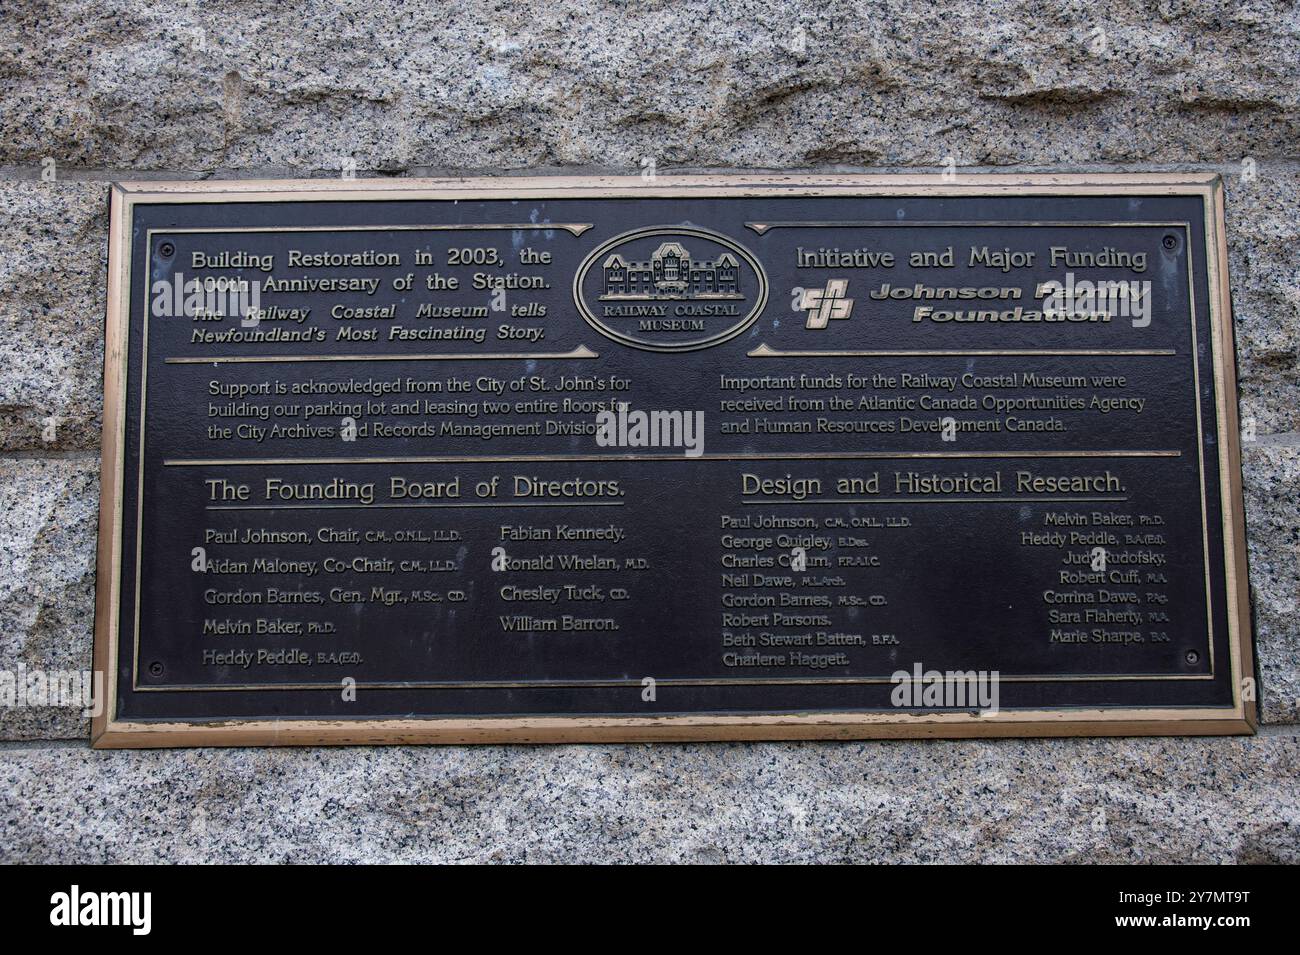 Building Restoration in 2003, the
100th Anniversary of the Station.
The Railway Coastal Museum tells
Newfoundland's Most Fascinating Story.
RAILWAY COASTAL
MUSEUM
Initiative and Major Funding
Johnson Family
Foundation
Support is acknowledged from the City of St. John's for
building our parking lot and leasing two entire floors for
the City Archives and Records Management Division.
Important funds for the Railway Coastal Museum were
received from the Atlantic Canada Opportunities Agency
and Human Resources Development Canada.
The Founding Board of Directors.
Paul Johnson, Chair, C.M., O.N.L., LL.D.
Aidan Maloney, Co-Chair, C.M., LL.D.
Gordon Barnes, Gen. Mgr., M.Sc., CD.
Melvin Baker, Ph.D.
Heddy Peddle, B.A.(Ed).
Fabian Kennedy.
Ronald Whelan, M.D.
Chesley Tuck, CD.
William Barron.
Design and Historical Research.
Paul Johnson, C.M., O.N.L., LL.D.
George Quigley, B.Des.
Charles F.R.A.I.C.
Neil Dawe, M.L.Arch.
Gordon Barnes, M.Sc., CD.
Robert Parsons.
Beth Stewart Batten, B.F.A.
Charlene Haggett.
Melvin Baker, Ph.D.
Heddy Peddle, B.A.(Ed).
Judy Rudofsky.
Robert Cuff, M.A.
Corrina Dawe, P.Ag.
Sara Flaherty, M.A.
Marie Sharpe, B.A.
alamy
alamy
Image ID: 2Y7MT9T
www.alamy.com